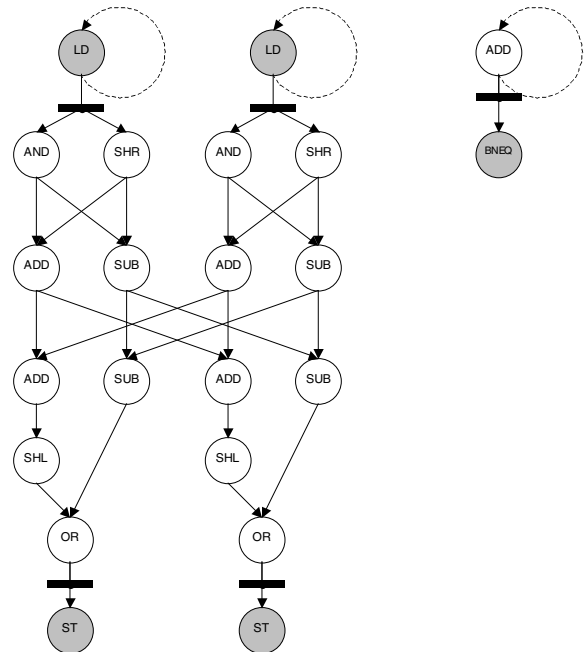 LD LD ADD
AND SHR AND SHR BNEQ
ADD SUB ADD SUB
ADD SUB ADD SUB
SHL SHL
OR OR
ST ST